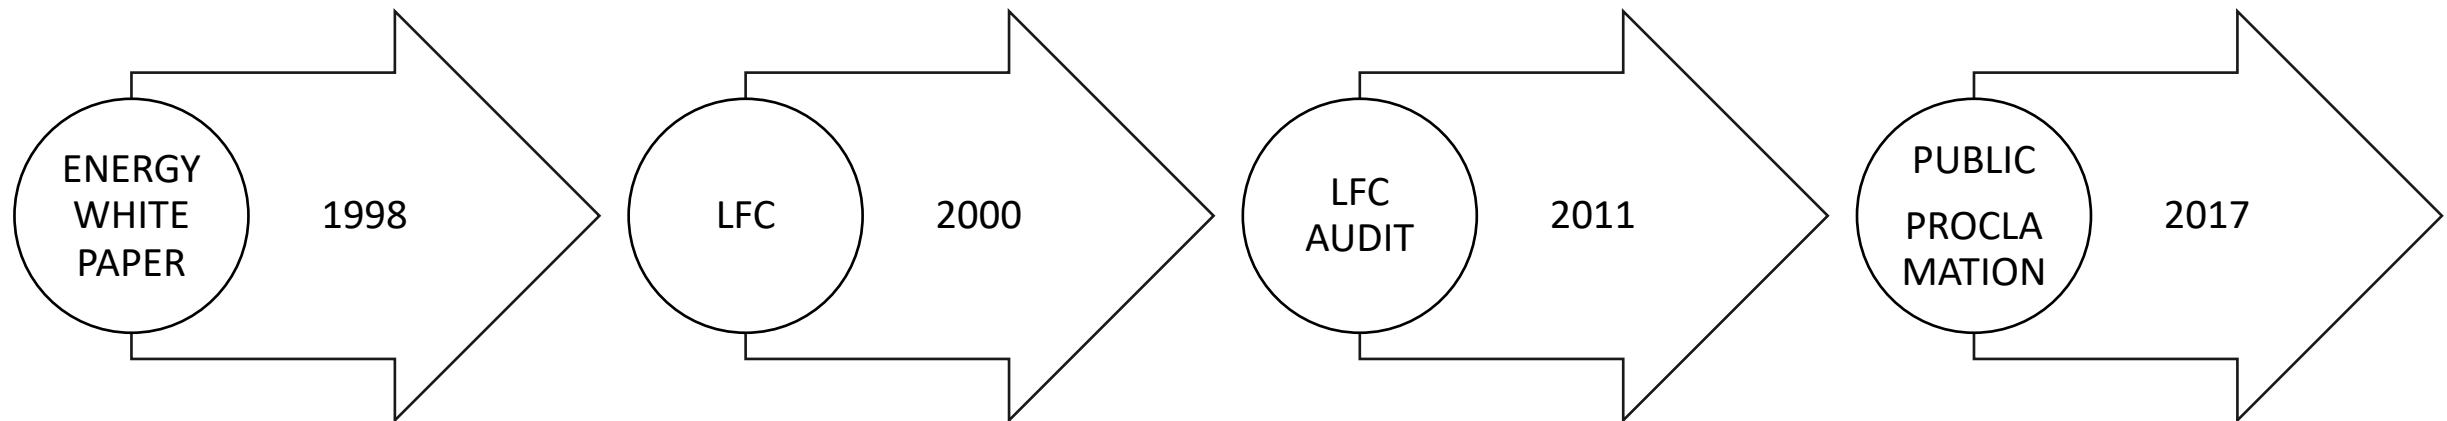 ENERGY
WHITE
PAPER
1998
LFC
2000
LFC
AUDIT
2011
PUBLIC
PROCLA
MATION
2017